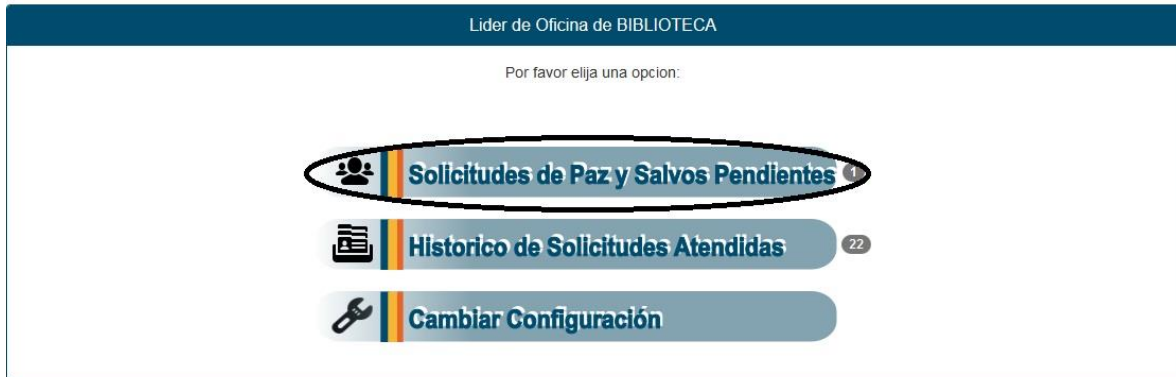 Lider de Oficina de BIBLIOTECA
Por favor elija una opcion:
Solicitudes de Paz y Salvos Pendientes 1
Historico de Solicitudes Atendidas 22
Cambiar Configuración